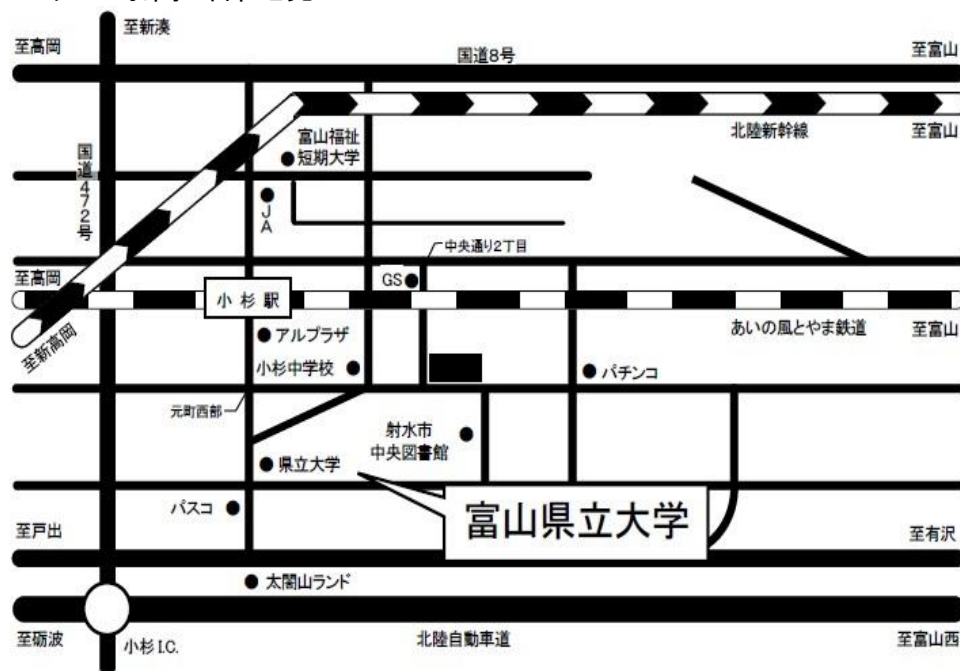 至新湊
至高岡
国道8号
至富山
北陸新幹線
至富山
富山福祉
短期大学
国道472号
JA
中央通り2丁目
至高岡
GS
小杉駅
あいの風とやま鉄道
至富山
至新高岡
アルプラザ
小杉中学校
パチンコ
元町西部
射水市
中央図書館
県立大学
パスコ
富山県立大学
至戸出
至有沢
太閤山ランド
至砺波
小杉I.C.
北陸自動車道
至富山西